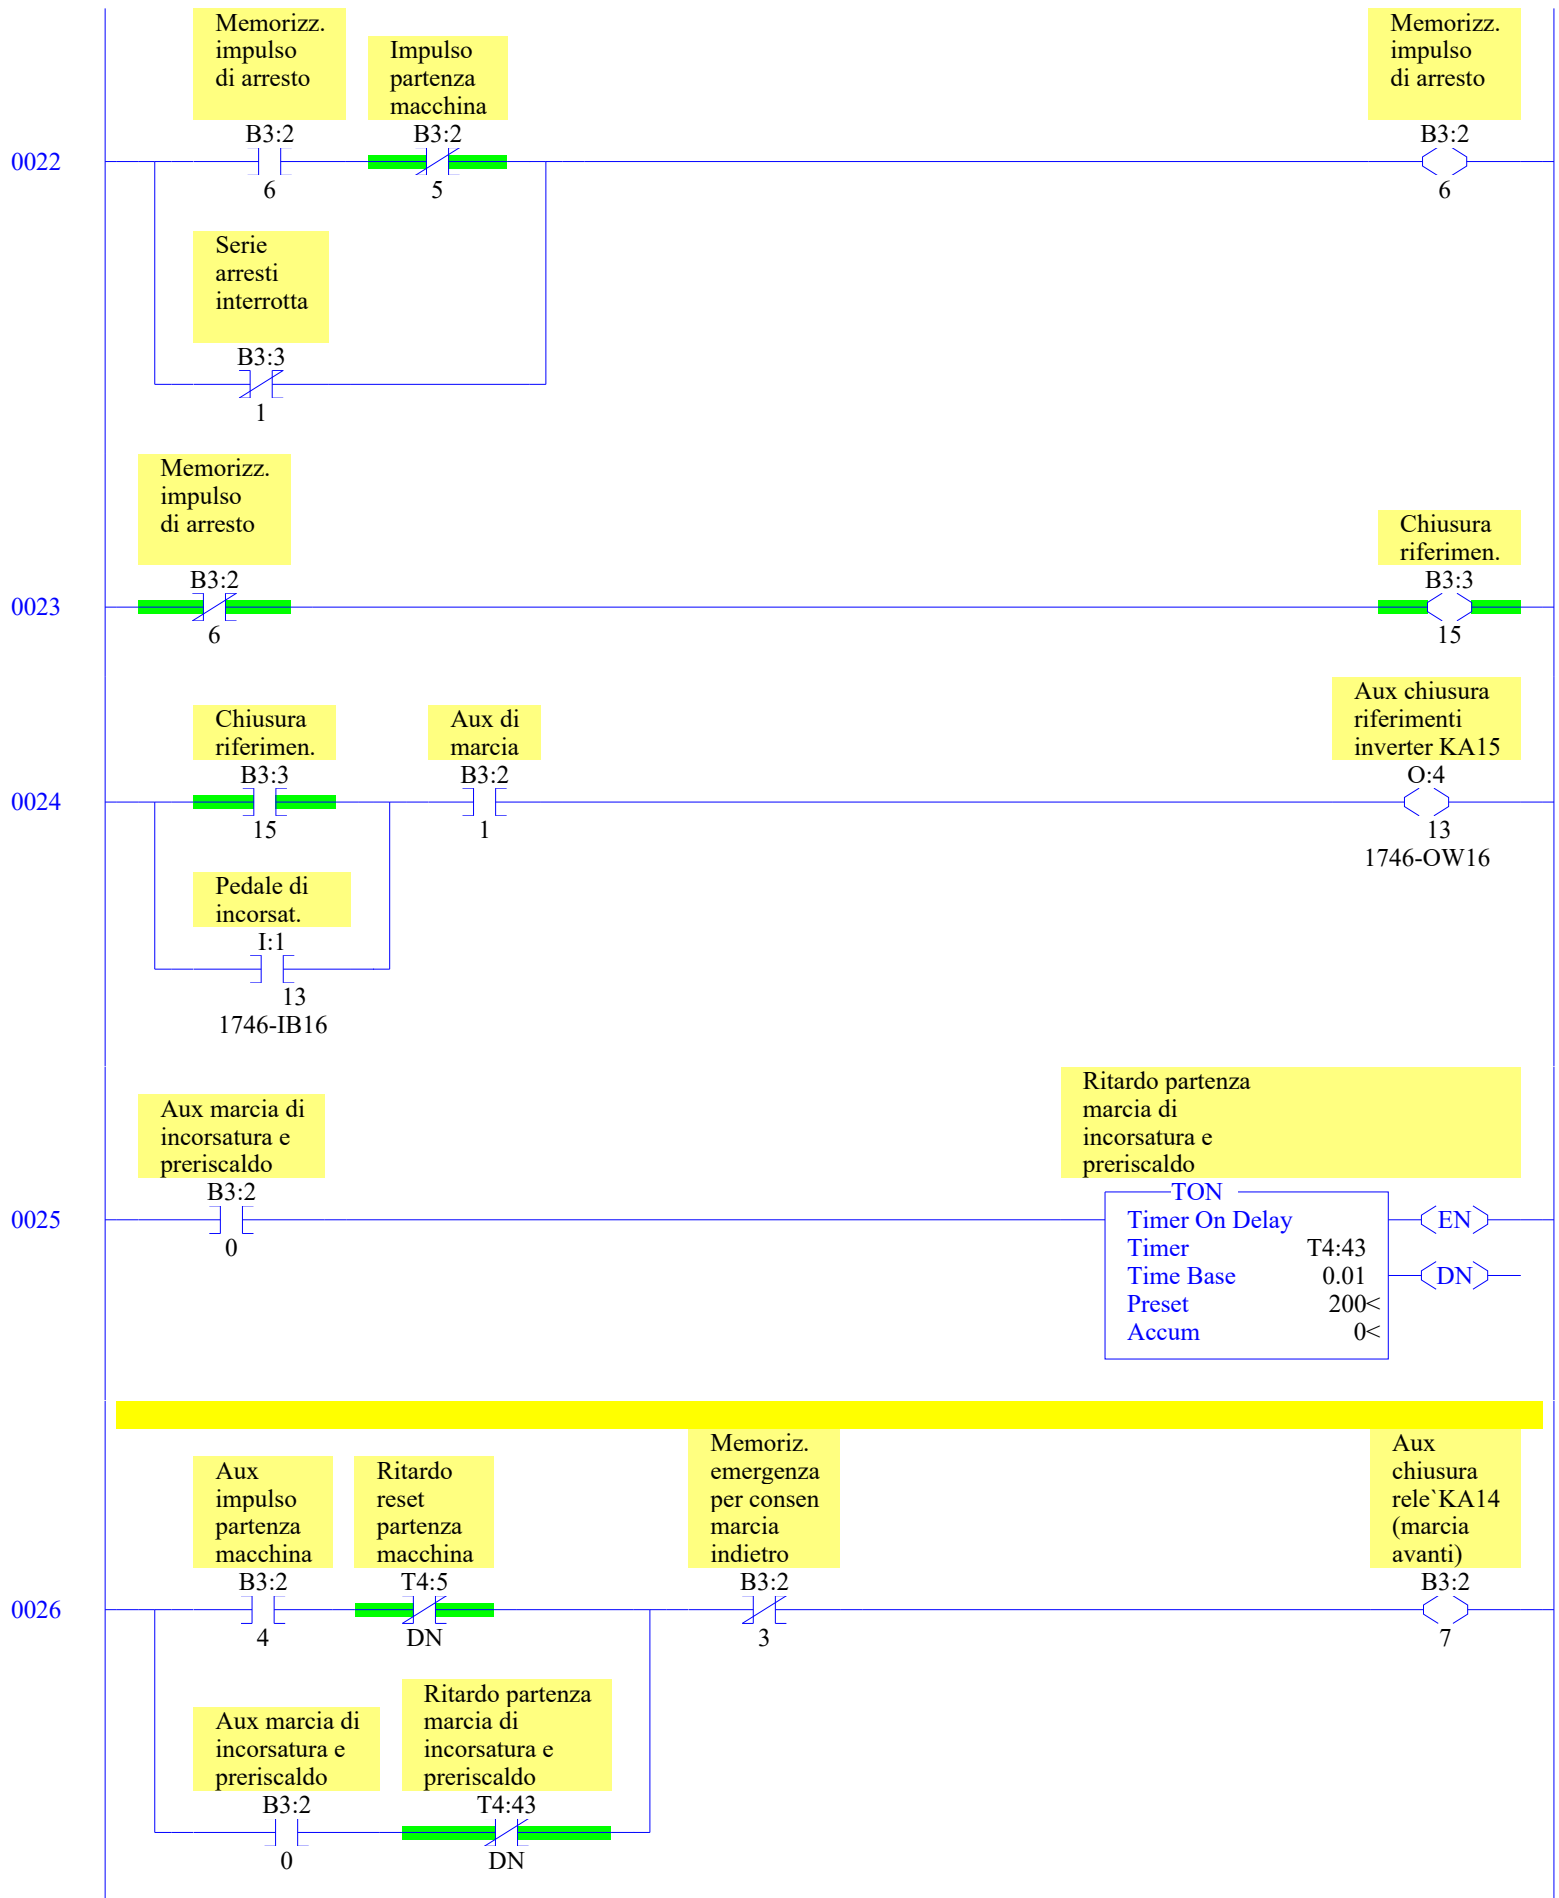 Memorizz.
impulso
di arresto
Impulso
partenza
macchina
Memorizz.
impulso
di arresto
B3:2
B3:2
B3:2
0022
6
5
6
Serie
arresti
interrotta
B3:3
1
Memorizz.
impulso
di arresto
Chiusura
riferimen.
B3:2
B3:3
0023
6
15
Chiusura
riferimen.
Aux di
marcia
Aux chiusura
riferimenti
inverter KA15
B3:3
B3:2
O:4
0024
15
1
13
1746-OW16
Pedale di
incorsat.
I:1
13
1746-IB16
Aux marcia di
incorsatura e
preriscaldo
Ritardo partenza
marcia di
incorsatura e
preriscaldo
B3:2
0025
0
TON
Timer On Delay
Timer T4:43
Time Base 0.01
Preset 200<
Accum 0<
EN
DN
Aux
impulso
partenza
macchina
Ritardo
reset
partenza
macchina
Memoriz.
emergenza
per consen
marcia
indietro
Aux
chiusura
rele`KA14
(marcia
avanti)
B3:2
T4:5
B3:2
B3:2
0026
4
DN
3
7
Aux marcia di
incorsatura e
preriscaldo
Ritardo partenza
marcia di
incorsatura e
preriscaldo
B3:2
T4:43
0
DN